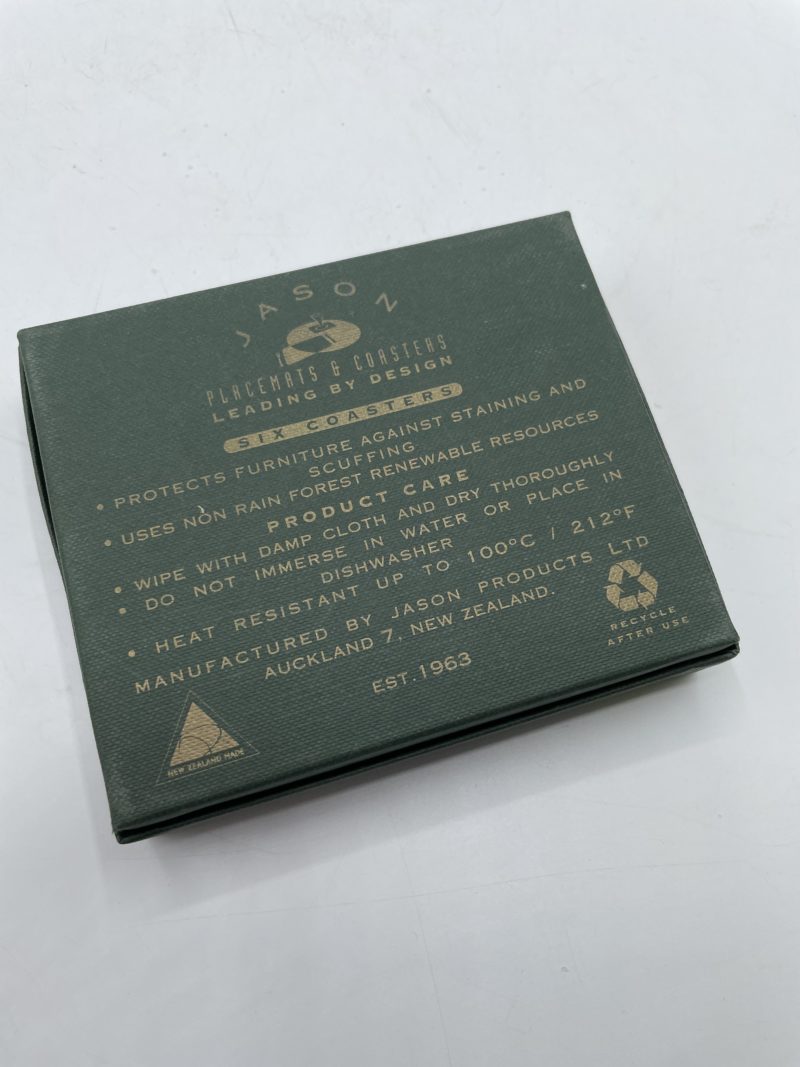 JASON
PLACEMATS & COASTERS
LEADING BY DESIGN
SIX COASTERS
• PROTECTS FURNITURE AGAINST STAINING AND
SCUFFING
• USES NON RAIN FOREST RENEWABLE RESOURCES
PRODUCT CARE
• WIPE WITH DAMP CLOTH AND DRY THOROUGHLY
• DO NOT IMMERSE IN WATER OR PLACE IN
DISHWASHER
• HEAT RESISTANT UP TO 100°C / 212°F
MANUFACTURED BY JASON PRODUCTS LTD
AUCKLAND 7, NEW ZEALAND.
EST.1963
RECYCLE
AFTER USE
NEW ZEALAND MADE